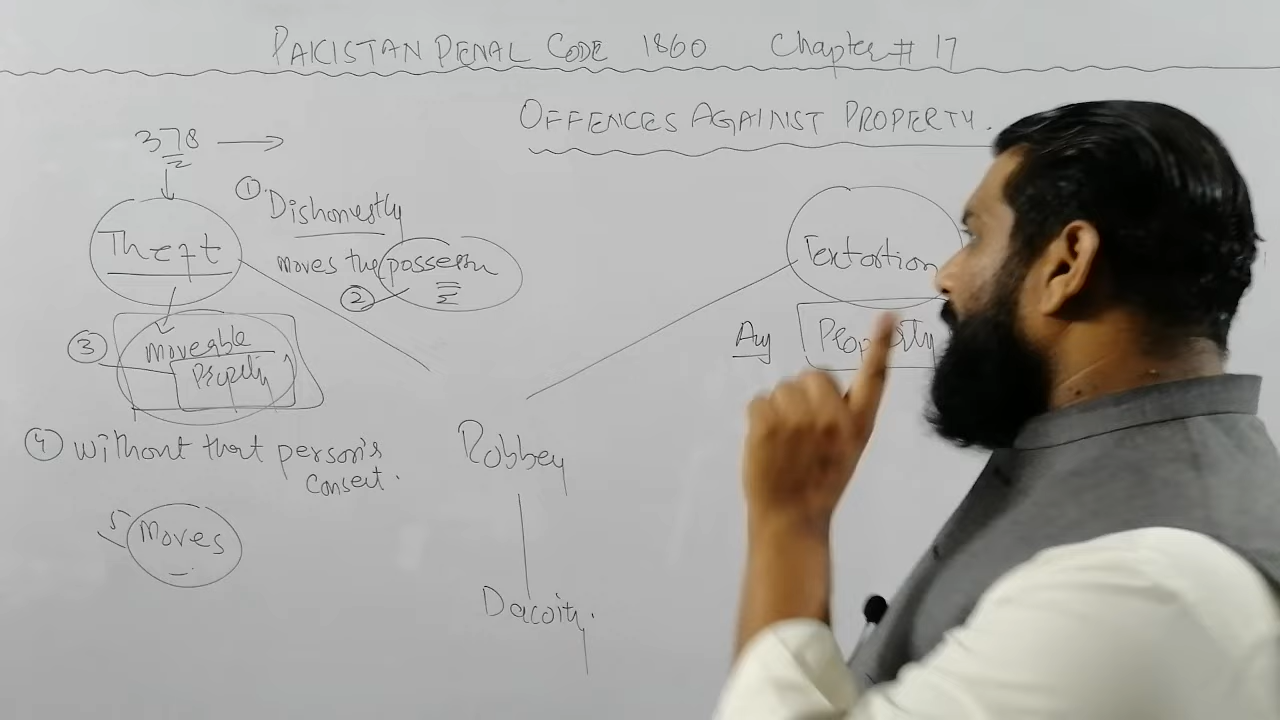 PAKISTAN PENAL CODE 1860 Chapter # 17
OFFENCES AGAINST PROPERTY.
378 →
Theft
① Dishonestly
moves the possession
②
③ moveable
Property
④ without that person's
consent.
5 Moves
Extortion
Any Property
Robbey
Dacoity.